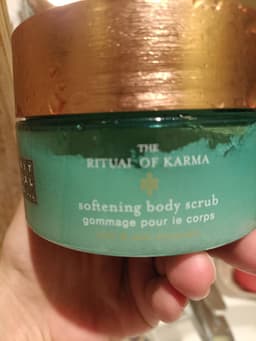 THE
RITUAL OF KARMA
softening body scrub
gommage pour le corps